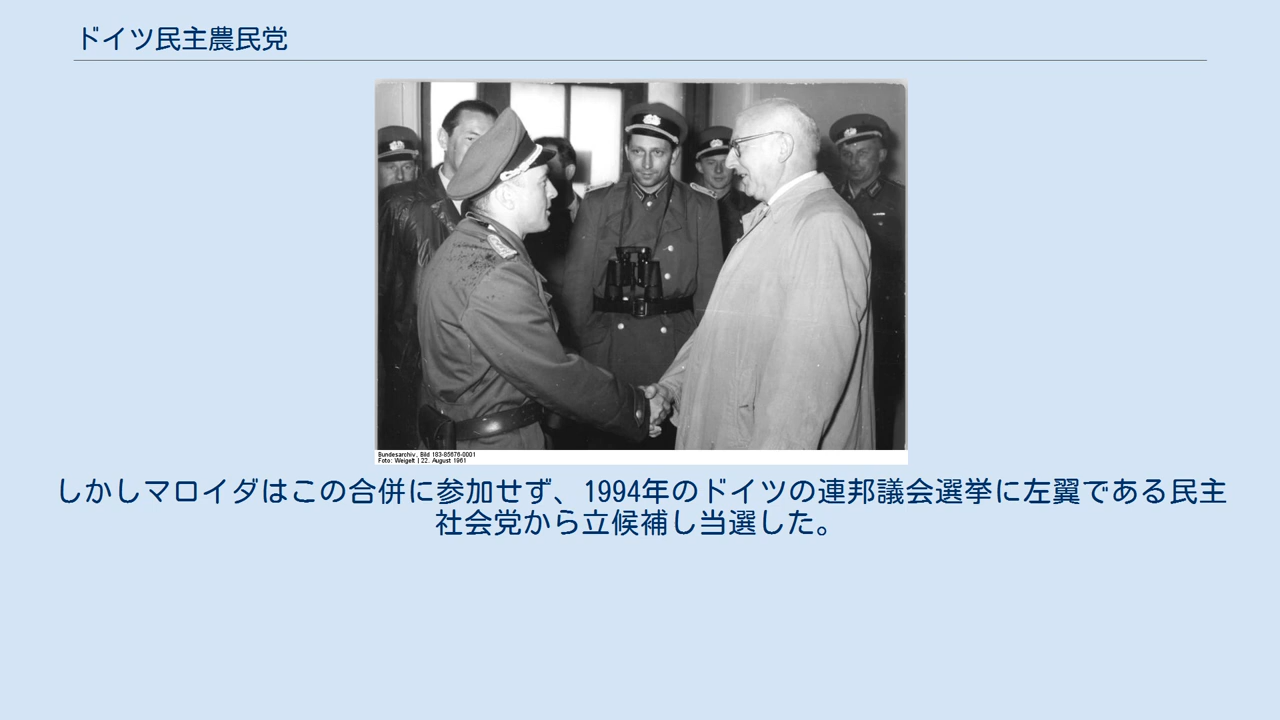 ドイツ民主農民党
Bundesarchiv, Bild 183-85676-0001
Foto: Weigelt | 22. August 1961
しかしマロイダはこの合併に参加せず、1994年のドイツの連邦議会選挙に左翼である民主
社会党から立候補し当選した。